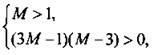 M > 1,
(3M−1)(M−3) > 0,